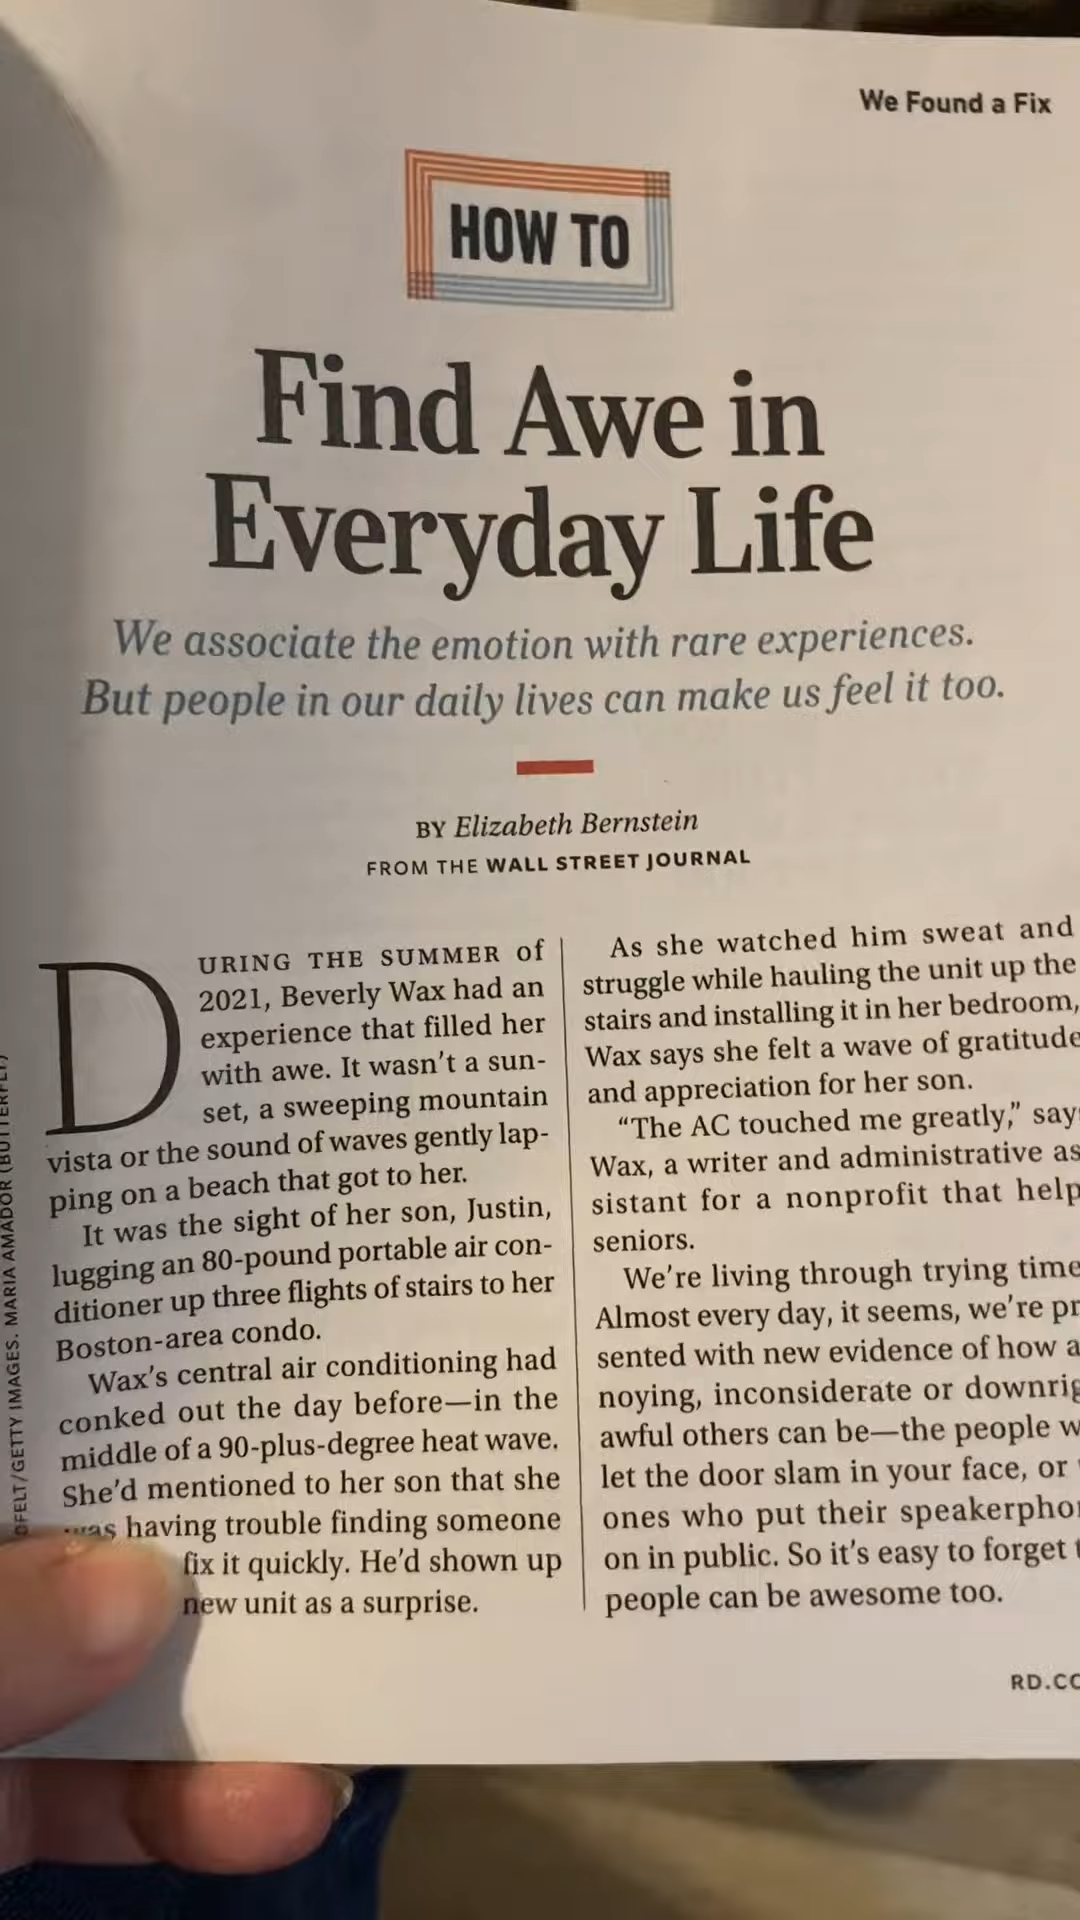 We Found a Fix
HOW TO
Find Awe in
Everyday Life
We associate the emotion with rare experiences.
But people in our daily lives can make us feel it too.
BY Elizabeth Bernstein
FROM THE WALL STREET JOURNAL
DURING THE SUMMER of
2021, Beverly Wax had an
experience that filled her
with awe. It wasn't a sun-
set, a sweeping mountain
vista or the sound of waves gently lap-
ping on a beach that got to her.
It was the sight of her son, Justin,
lugging an 80-pound portable air con-
ditioner up three flights of stairs to her
Boston-area condo.
Wax's central air conditioning had
conked out the day before—in the
middle of a 90-plus-degree heat wave.
She'd mentioned to her son that she
was having trouble finding someone
fix it quickly. He'd shown up
new unit as a surprise.
As she watched him sweat and
struggle while hauling the unit up the
stairs and installing it in her bedroom,
Wax says she felt a wave of gratitude
and appreciation for her son.
"The AC touched me greatly," say
Wax, a writer and administrative as
sistant for a nonprofit that help
seniors.
We're living through trying time
Almost every day, it seems, we're pr
sented with new evidence of how a
noying, inconsiderate or downrig
awful others can be—the people w
let the door slam in your face, or
ones who put their speakerpho
on in public. So it's easy to forget t
people can be awesome too.
RD.CO
DFELT/GETTY IMAGES. MARIA AMADOR (BUTTERFLY)